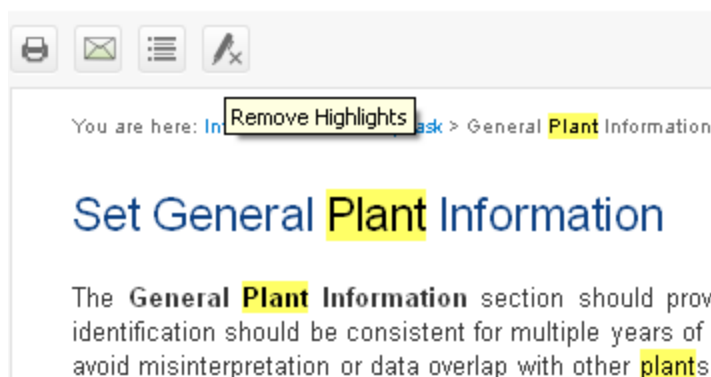 Remove Highlights
You are here: In ask > General Plant Information
Set General Plant Information
The General Plant Information section should prov
identification should be consistent for multiple years of
avoid misinterpretation or data overlap with other plants